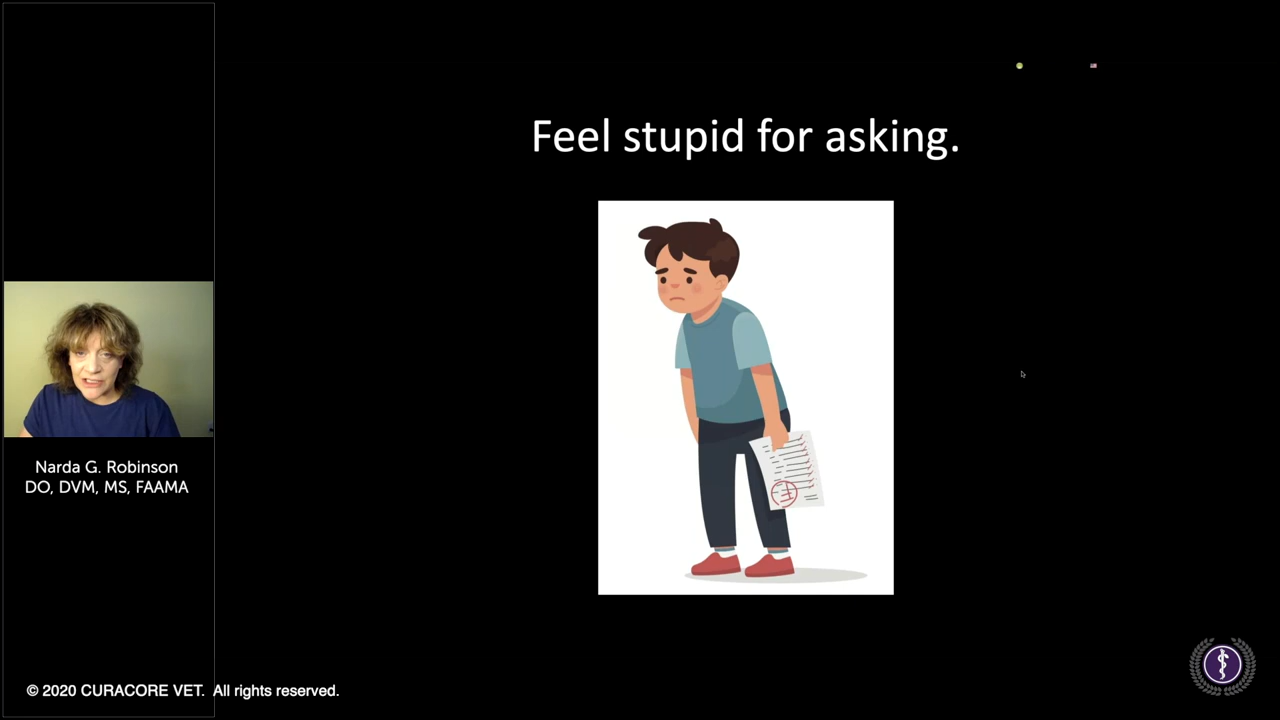 Feel stupid for asking.
Narda G. Robinson
DO, DVM, MS, FAAMA
© 2020 CURACORE VET. All rights reserved.